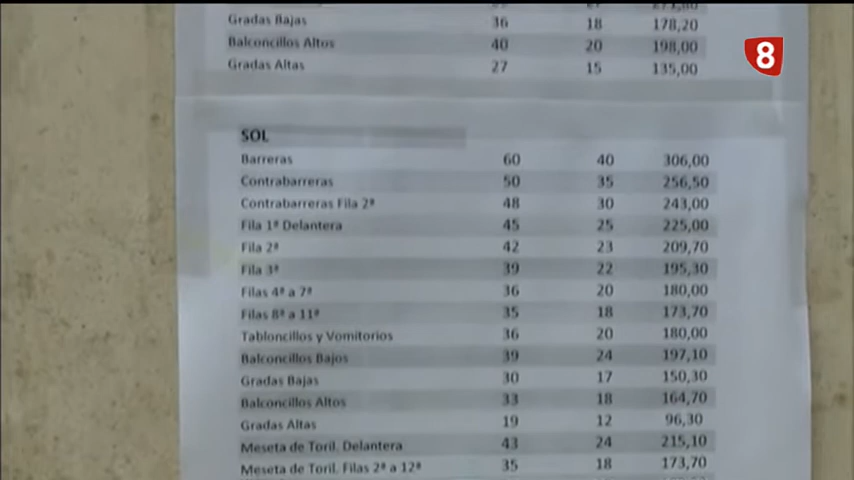 273,80
Gradas Bajas 36 18 178,20
Balconcillos Altos 40 20 198,00
Gradas Altas 27 15 135,00
8
SOL
Barreras 60 40 306,00
Contrabarreras 50 35 256,50
Contrabarreras Fila 2ª 48 30 243,00
Fila 1ª Delantera 45 25 225,00
Fila 2ª 42 23 209,70
Fila 3ª 39 22 195,30
Filas 4ª a 7ª 36 20 180,00
Filas 8ª a 11ª 35 18 173,70
Tabloncillos y Vomitorios 36 20 180,00
Balconcillos Bajos 39 24 197,10
Gradas Bajas 30 17 150,30
Balconcillos Altos 33 18 164,70
Gradas Altas 19 12 96,30
Meseta de Toril. Delantera 43 24 215,10
Meseta de Toril. Filas 2ª a 12ª 35 18 173,70